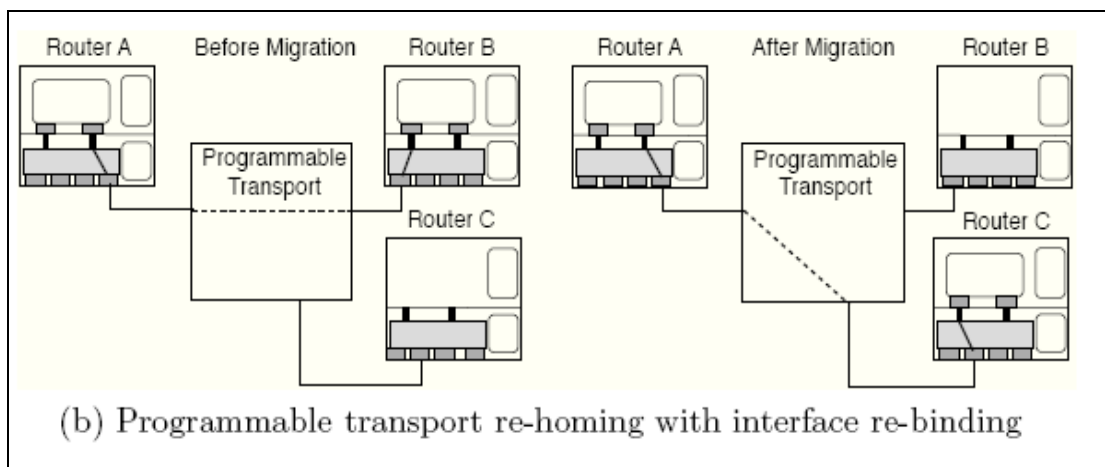 Router A Before Migration Router B Router A After Migration Router B
Programmable
Transport
Programmable
Transport
Router C
Router C
(b) Programmable transport re-homing with interface re-binding